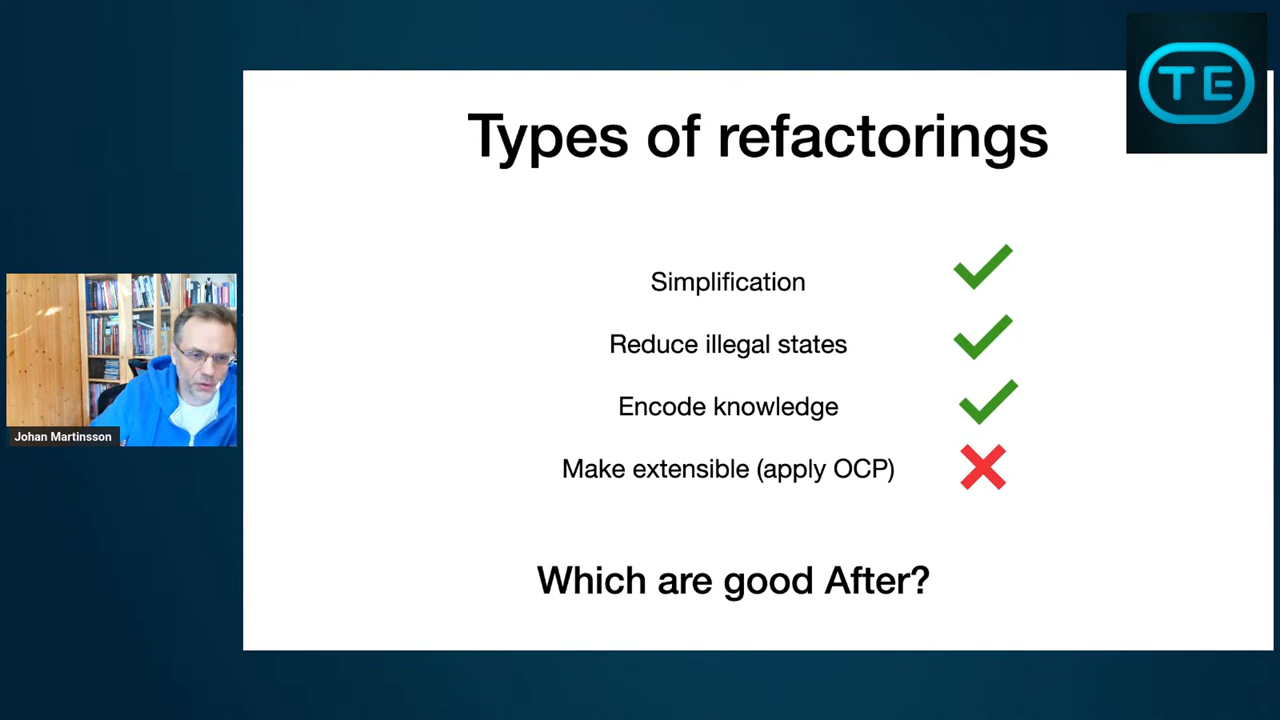 TE
Types of refactorings
Simplification
Reduce illegal states
Encode knowledge
Make extensible (apply OCP)
Which are good After?
Johan Martinsson